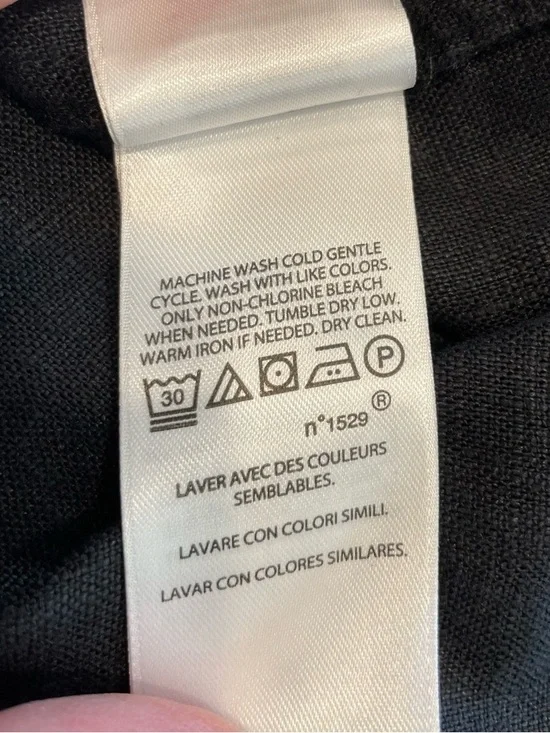 MACHINE WASH COLD GENTLE
CYCLE. WASH WITH LIKE COLORS.
ONLY NON-CHLORINE BLEACH
WHEN NEEDED. TUMBLE DRY LOW.
WARM IRON IF NEEDED. DRY CLEAN.
30 P
n°1529 ®
LAVER AVEC DES COULEURS
SEMBLABLES.
LAVARE CON COLORI SIMILI.
LAVAR CON COLORES SIMILARES.